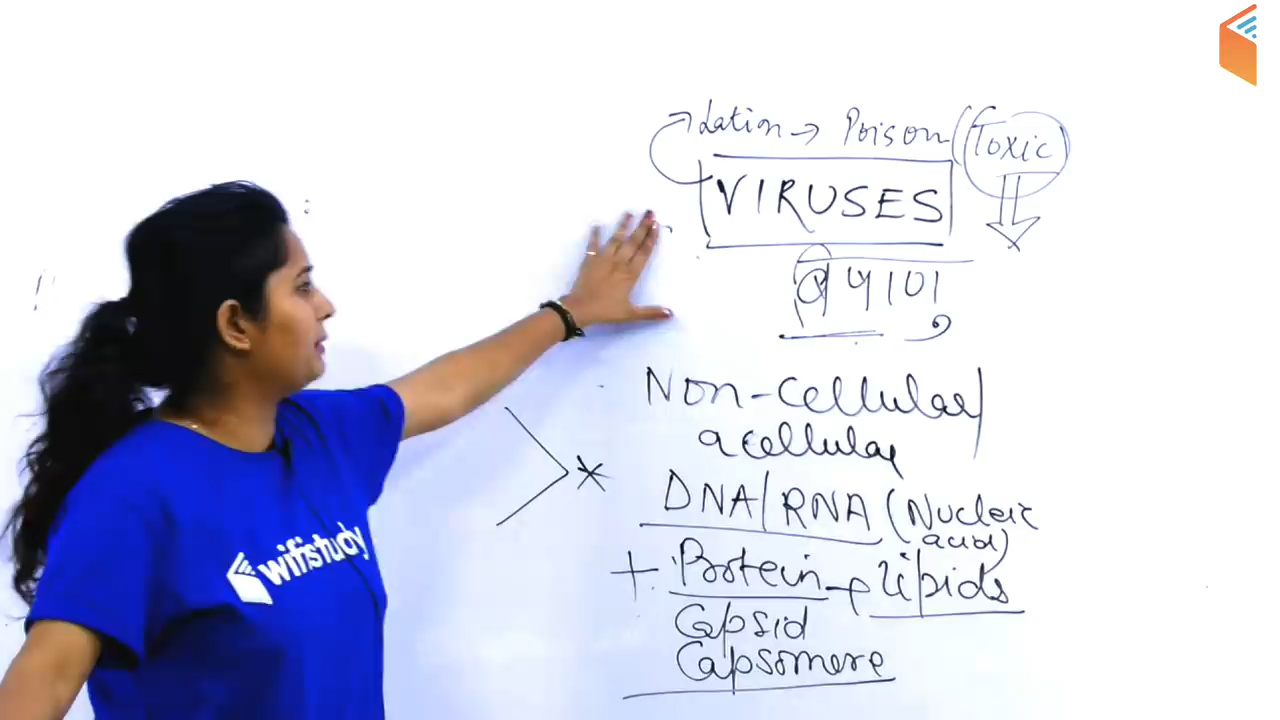 Lation → Poison (Toxic)
VIRUSES
विषाणु
Non-cellular/
acellular
* DNA/RNA (Nucleic
acid)
+ Protein + Lipids
Capsid
Capsomere
wifistudy